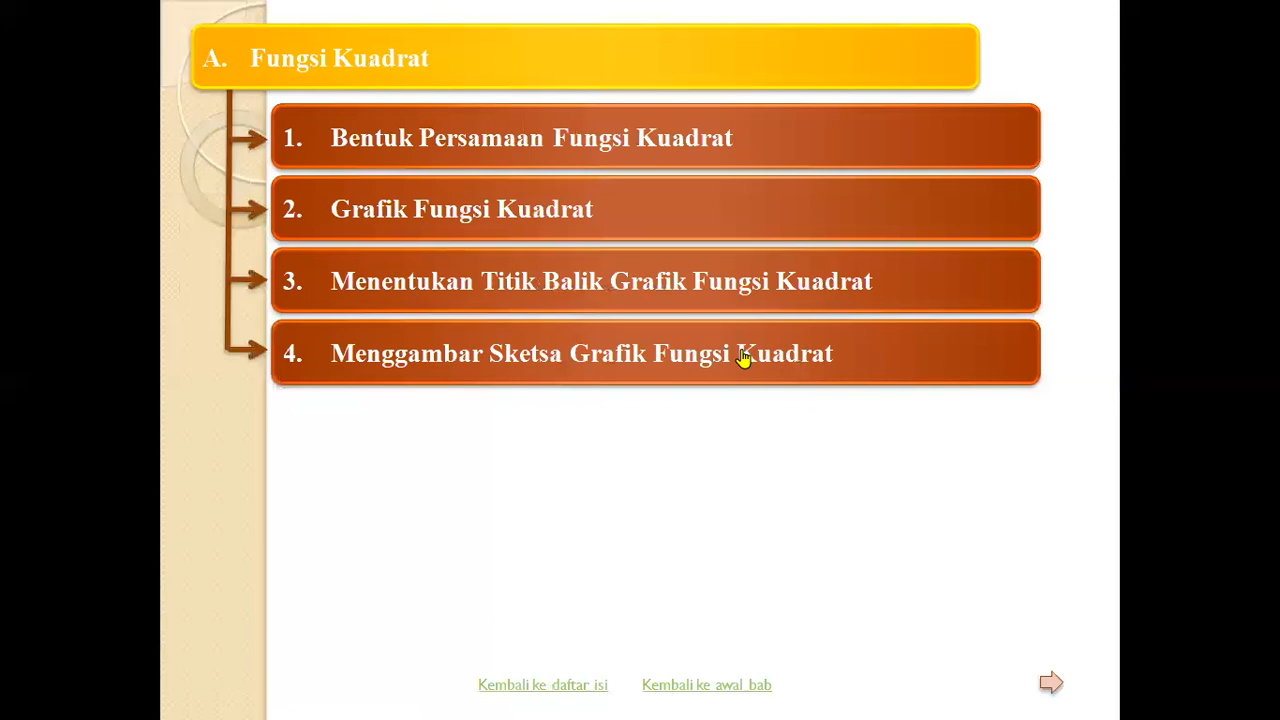 A. Fungsi Kuadrat
1. Bentuk Persamaan Fungsi Kuadrat
2. Grafik Fungsi Kuadrat
3. Menentukan Titik Balik Grafik Fungsi Kuadrat
4. Menggambar Sketsa Grafik Fungsi Kuadrat
Kembali ke daftar isi Kembali ke awal bab